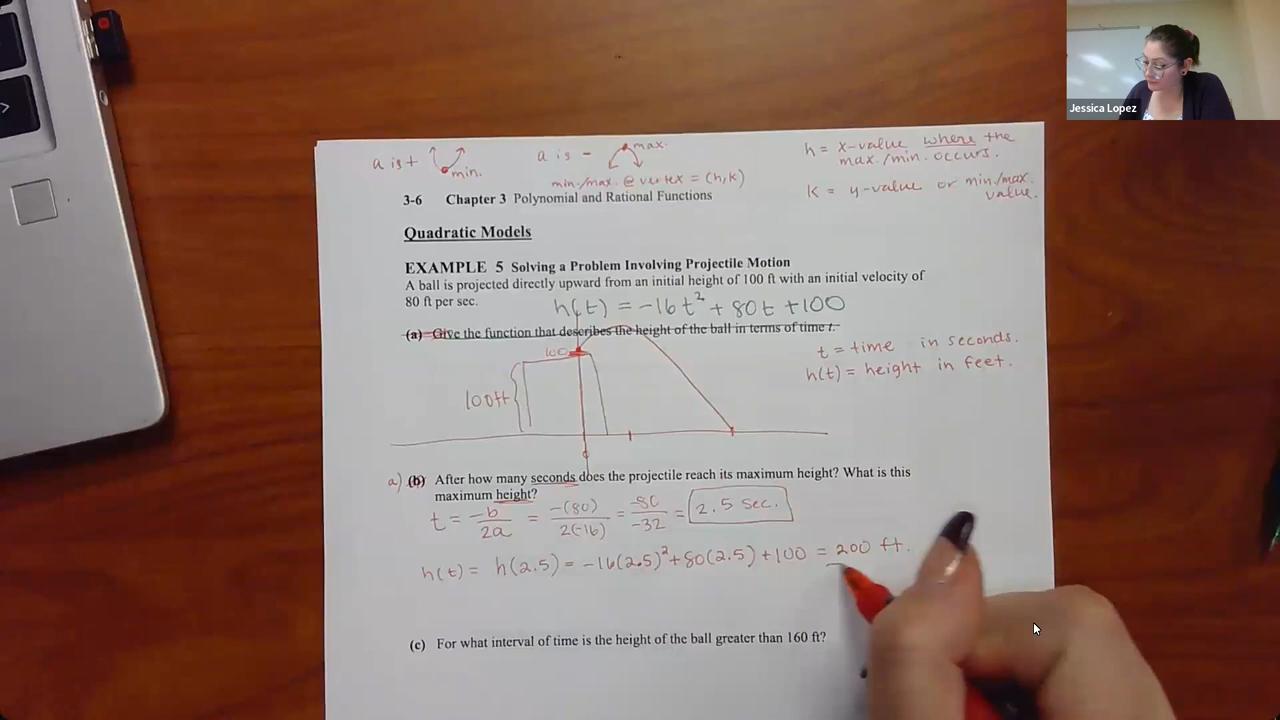 Jessica Lopez
a is + min.
a is - max.
min./max. @ vertex = (h,k)
h = x-value where the
max./min. occurs.
k = y-value or min./max.
value.
3-6 Chapter 3 Polynomial and Rational Functions
Quadratic Models
EXAMPLE 5 Solving a Problem Involving Projectile Motion
A ball is projected directly upward from an initial height of 100 ft with an initial velocity of
80 ft per sec.
h(t) = -16t² + 80t + 100
(a) Give the function that describes the height of the ball in terms of time t.
t = time in seconds.
h(t) = height in feet.
100
100ft
a) (b) After how many seconds does the projectile reach its maximum height? What is this
maximum height?
t = -b/2a = -(80)/2(-16) = -80/-32 = 2.5 sec.
h(t) = h(2.5) = -16(2.5)² + 80(2.5) + 100 = 200 ft.
(c) For what interval of time is the height of the ball greater than 160 ft?